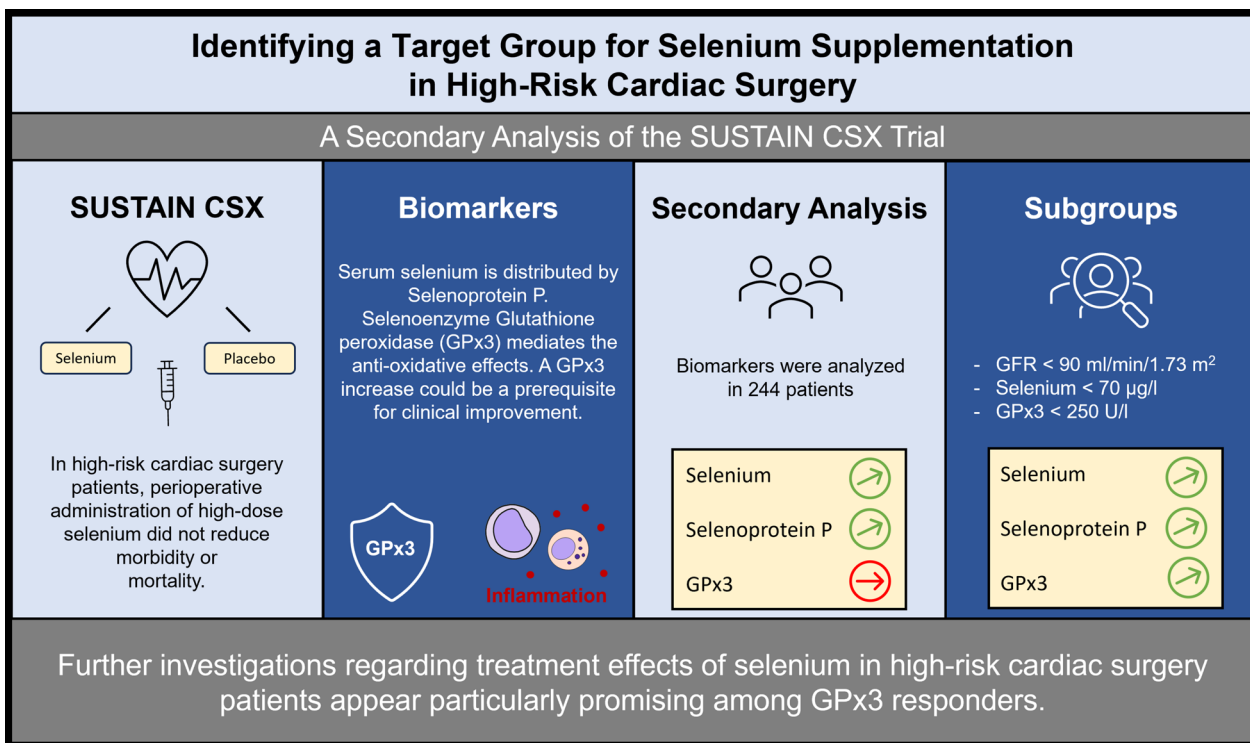 Identifying a Target Group for Selenium Supplementation
in High-Risk Cardiac Surgery
A Secondary Analysis of the SUSTAIN CSX Trial
SUSTAIN CSX
Selenium
Placebo
In high-risk cardiac surgery
patients, perioperative
administration of high-dose
selenium did not reduce
morbidity or
mortality.
Biomarkers
Serum selenium is distributed by
Selenoprotein P.
Selenoenzyme Glutathione
peroxidase (GPx3) mediates the
anti-oxidative effects. A GPx3
increase could be a prerequisite
for clinical improvement.
GPx3
Inflammation
Secondary Analysis
Biomarkers were analyzed
in 244 patients
Selenium
Selenoprotein P
GPx3
Subgroups
- GFR < 90 ml/min/1.73 m²
- Selenium < 70 µg/l
- GPx3 < 250 U/l
Selenium
Selenoprotein P
GPx3
Further investigations regarding treatment effects of selenium in high-risk cardiac surgery
patients appear particularly promising among GPx3 responders.